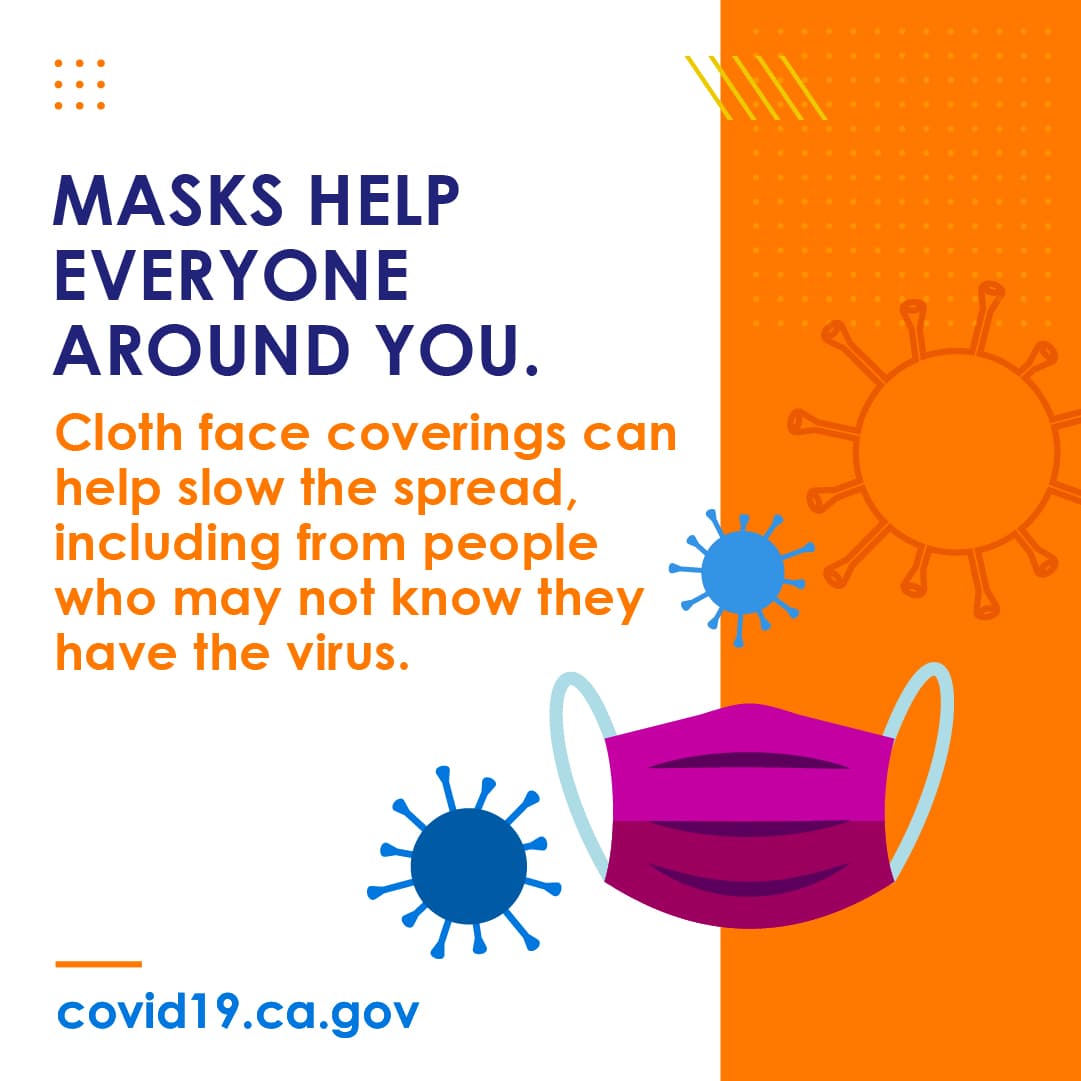 MASKS HELP
EVERYONE
AROUND YOU.
Cloth face coverings can
help slow the spread,
including from people
who may not know they
have the virus.
covid19.ca.gov